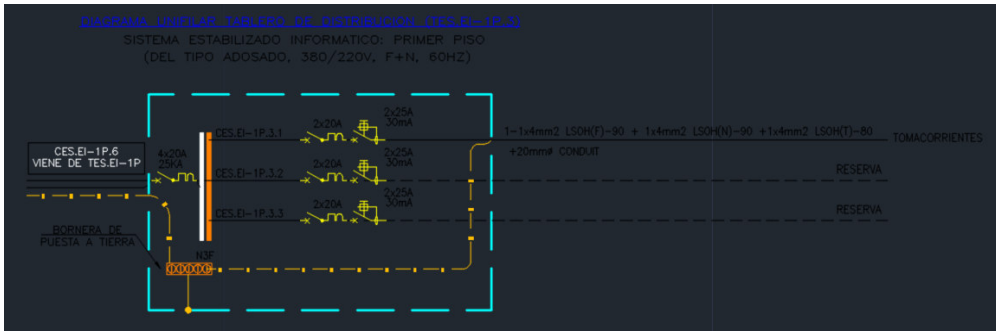 DIAGRAMA UNIFILAR TABLERO DE DISTRIBUCION (TES.EI-1P.3)
SISTEMA ESTABILIZADO INFORMATICO: PRIMER PISO
(DEL TIPO ADOSADO, 380/220V, F+N, 60HZ)
CES.EI-1P.6
VIENE DE TES.EI-1P
4x20A
25KA
CES.EI-1P.3.1
2x20A
2x25A
30mA
1-1x4mm2 LSOH(F)-90 + 1x4mm2 LSOH(N)-90 +1x4mm2 LSOH(T)-80
+20mmø CONDUIT
TOMACORRIENTES
CES.EI-1P.3.2
2x20A
2x25A
30mA
RESERVA
CES.EI-1P.3.3
2x20A
2x25A
30mA
RESERVA
BORNERA DE
PUESTA A TIERRA
N3F